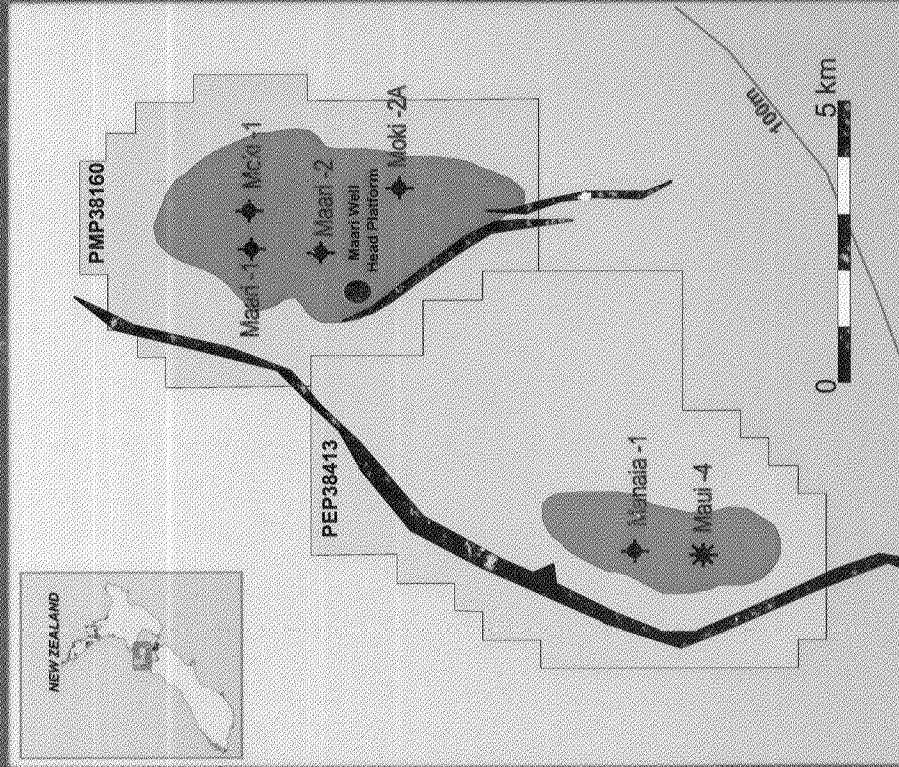 NEW ZEALAND
PMP38160
Maari -1
Moki -1
Maari -2
Maari Well
Head Platform
Moki -2A
PEP38413
Manaia -1
Maui -4
100m
0
5 km